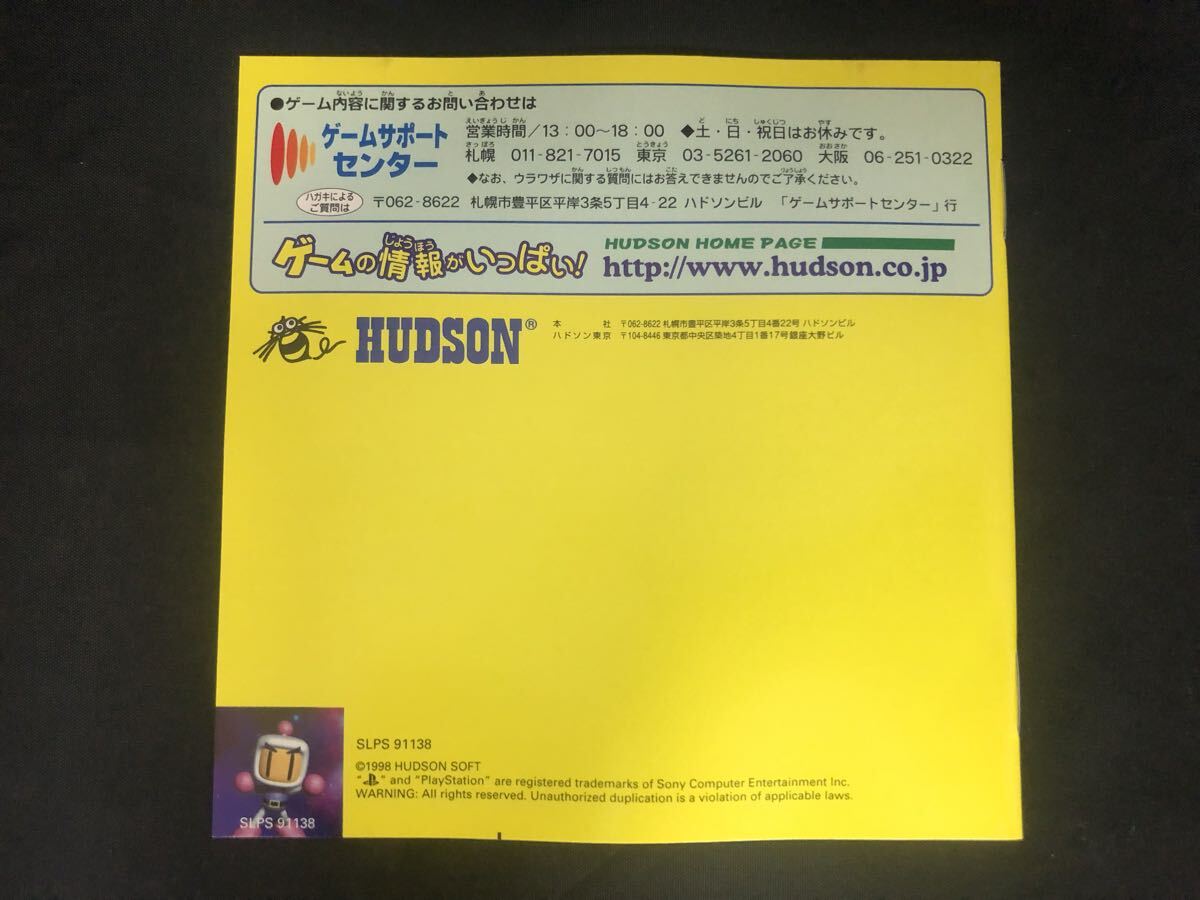 ●ゲーム内容に関するお問い合わせは
ゲームサポート
センター
営業時間/13:00〜18:00 ◆土・日・祝日はお休みです。
札幌 011-821-7015 東京 03-5261-2060 大阪 06-251-0322
◆なお、ウラワザに関する質問にはお答えできませんのでご了承ください。
ハガキによる
ご質問は
〒062-8622 札幌市豊平区平岸3条5丁目4-22 ハドソンビル 「ゲームサポートセンター」行
ゲームの情報がいっぱい!
HUDSON HOME PAGE
http://www.hudson.co.jp
HUDSON®
本社 〒062-8622 札幌市豊平区平岸3条5丁目4番22号 ハドソンビル
ハドソン東京 〒104-8446 東京都中央区築地4丁目1番17号銀座大野ビル
SLPS 91138
©1998 HUDSON SOFT
" " and "PlayStation" are registered trademarks of Sony Computer Entertainment Inc.
WARNING: All rights reserved. Unauthorized duplication is a violation of applicable laws.
SLPS 91138